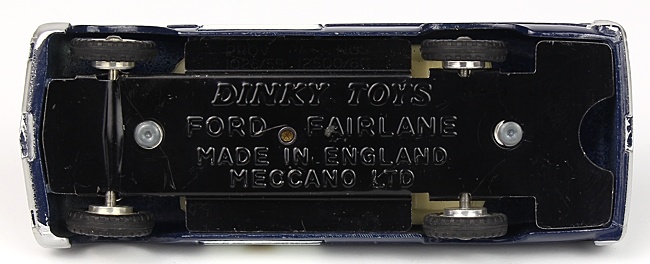 DINKY TOYS
FORD FAIRLANE
MADE IN ENGLAND
MECCANO LTD